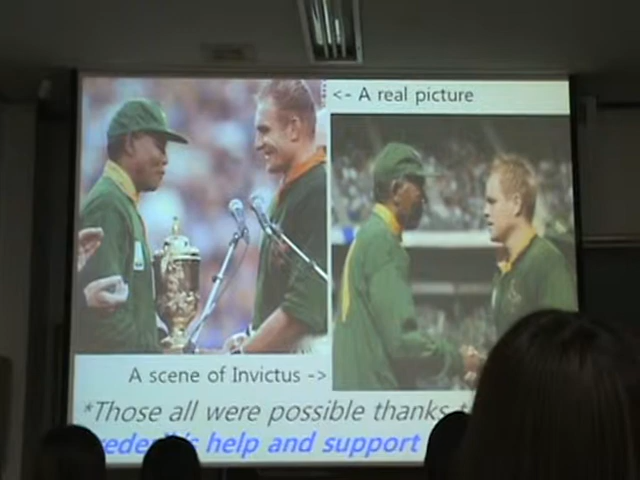 <- A real picture
A scene of Invictus ->
*Those all were possible thanks
help and support